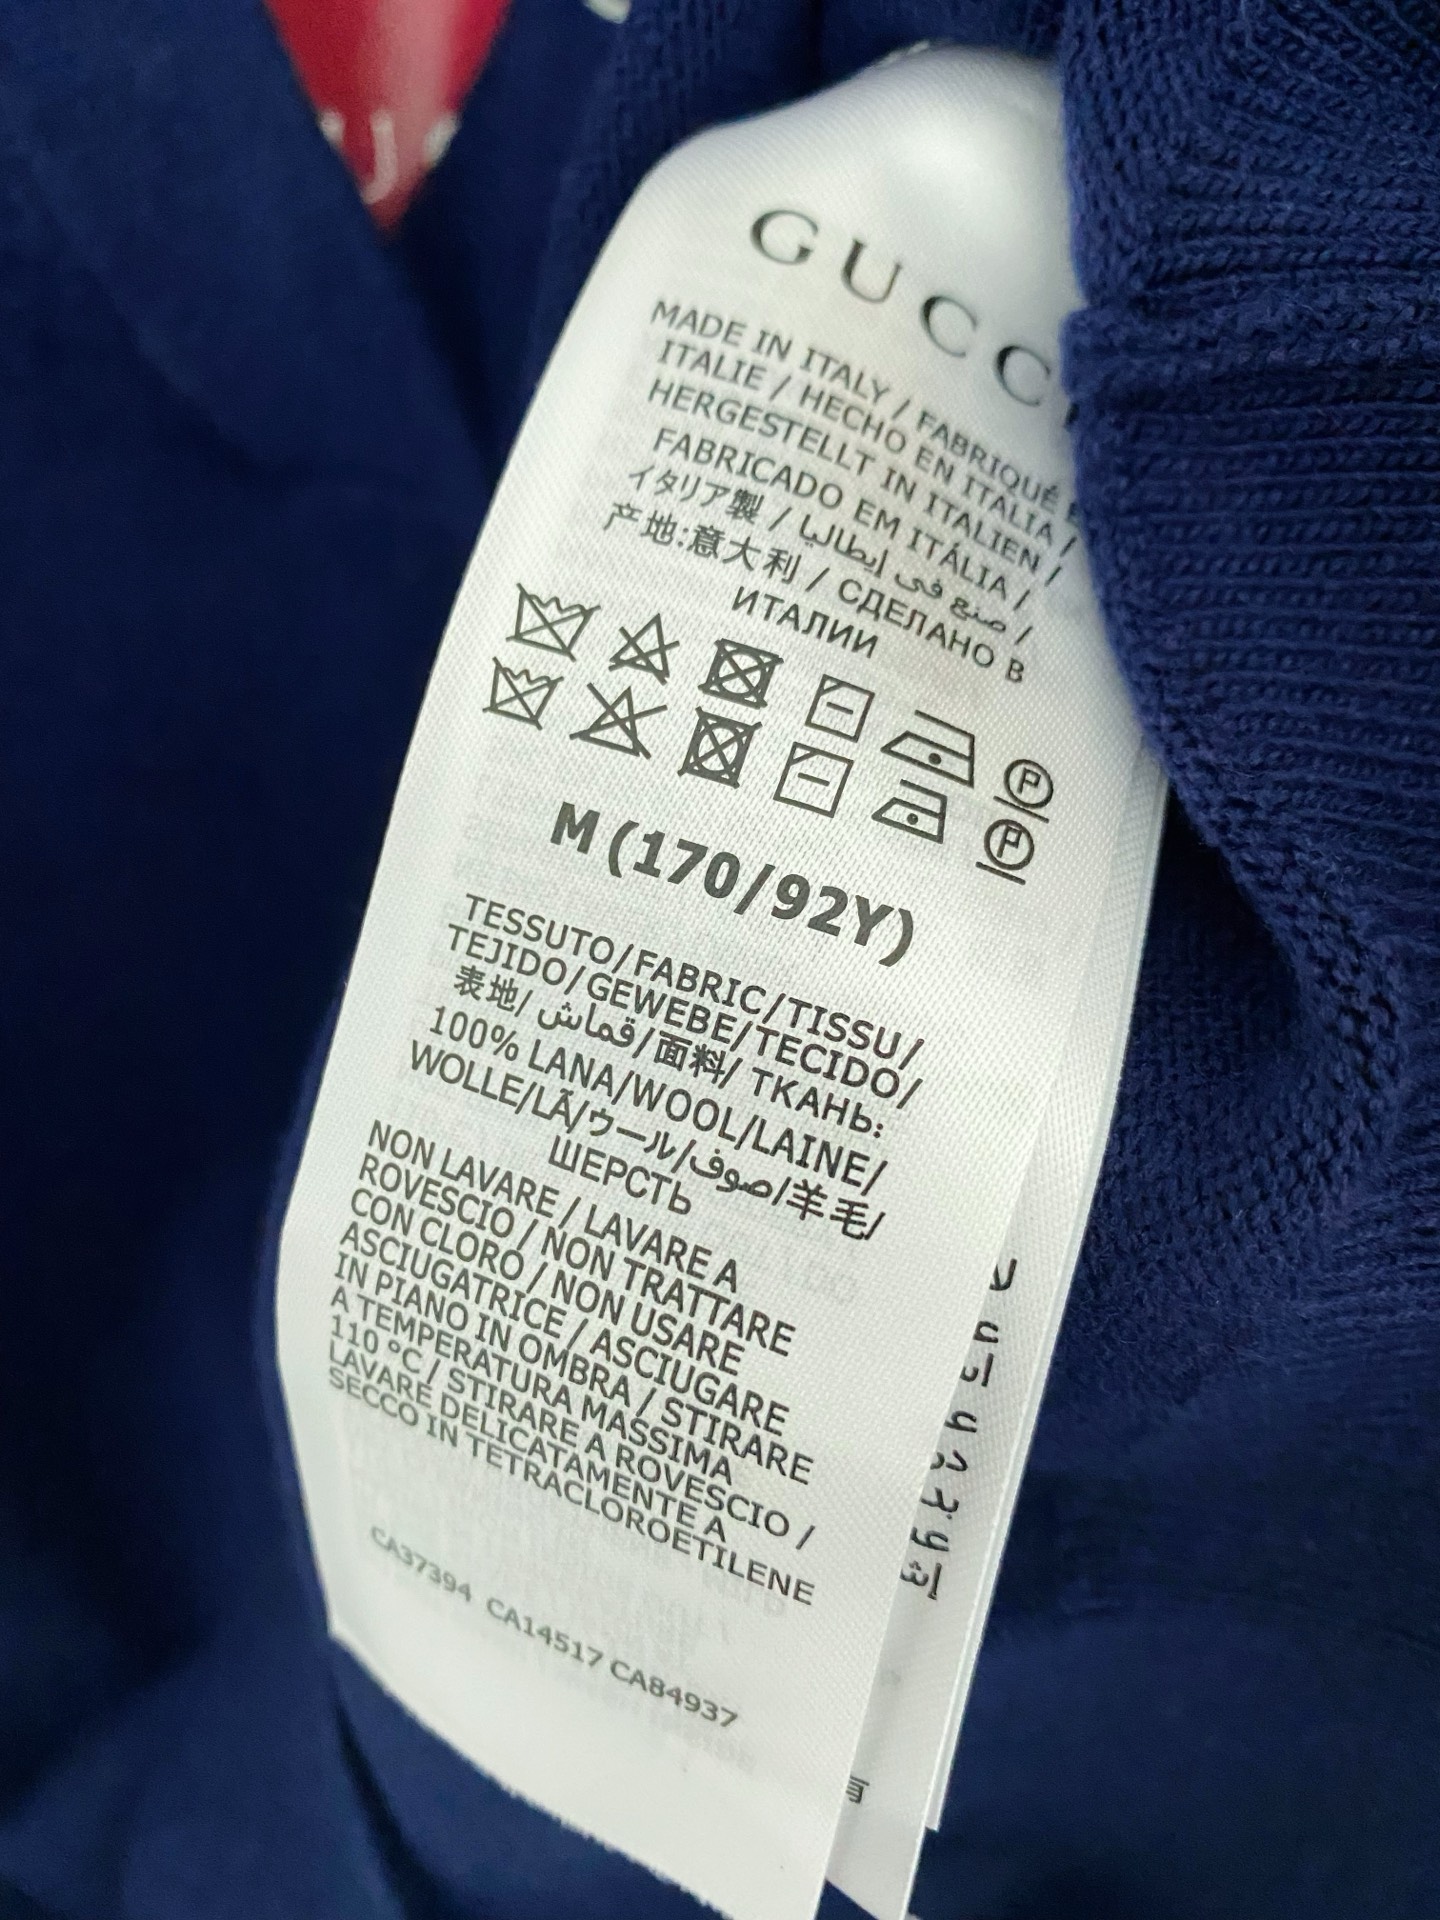 GUCC
MADE IN ITALY / FABRIQUÉ
ITALIE / HECHO EN ITALIA /
HERGESTELLT IN ITALIEN /
FABRICADO EM ITÁLIA /
イタリア製 / صنع في إيطاليا /
产地:意大利 / СДЕЛАНО В
ИТАЛИИ
P
P
M (170/92Y)
TESSUTO/FABRIC/TISSU/
TEJIDO/GEWEBE/TECIDO/
表地/قماش/面料/ ТКАНЬ:
100% LANA/WOOL/LAINE/
WOLLE/LÃ/ウール/صوف/羊毛/
ШЕРСТЬ
NON LAVARE / LAVARE A
ROVESCIO / NON TRATTARE
CON CLORO / NON USARE
ASCIUGATRICE / ASCIUGARE
IN PIANO IN OMBRA / STIRARE
A TEMPERATURA MASSIMA
110 °C / STIRARE A ROVESCIO /
LAVARE DELICATAMENTE A
SECCO IN TETRACLOROETILENE
CA37394 CA14517 CA84937